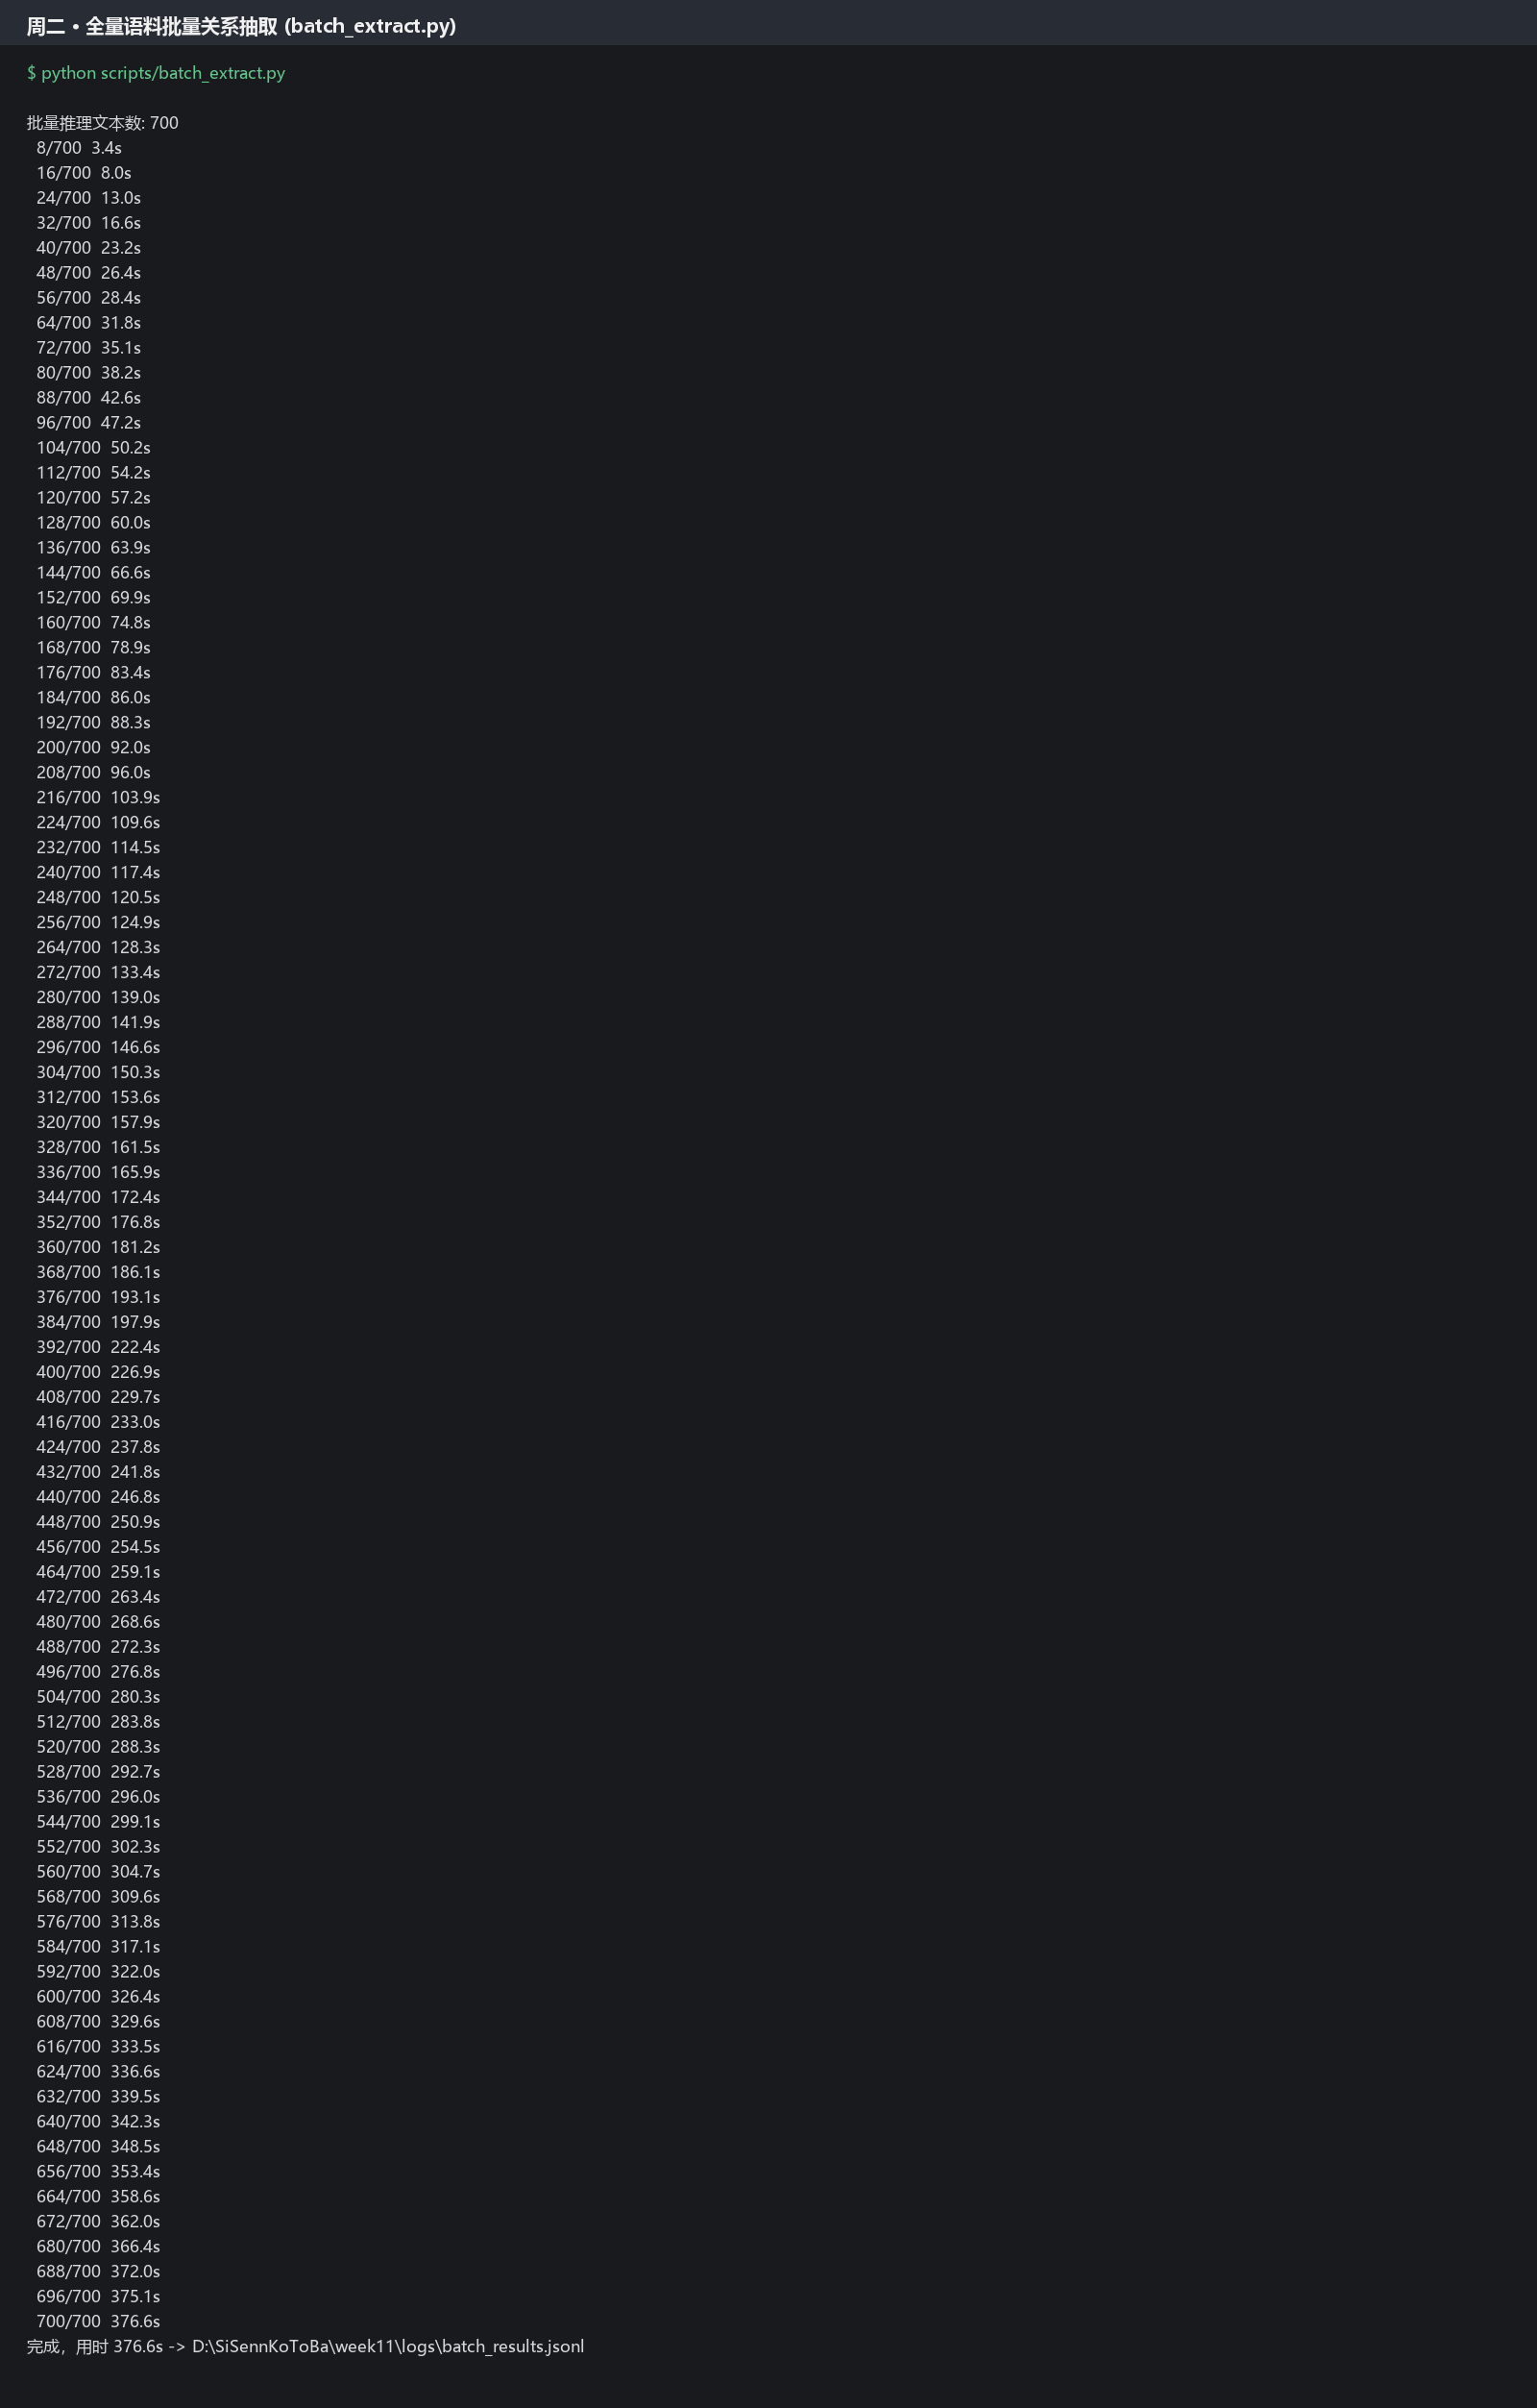 周二 • 全量语料批量关系抽取 (batch_extract.py)
$ python scripts/batch_extract.py
批量推理文本数: 700
8/700  3.4s
16/700  8.0s
24/700  13.0s
32/700  16.6s
40/700  23.2s
48/700  26.4s
56/700  28.4s
64/700  31.8s
72/700  35.1s
80/700  38.2s
88/700  42.6s
96/700  47.2s
104/700  50.2s
112/700  54.2s
120/700  57.2s
128/700  60.0s
136/700  63.9s
144/700  66.6s
152/700  69.9s
160/700  74.8s
168/700  78.9s
176/700  83.4s
184/700  86.0s
192/700  88.3s
200/700  92.0s
208/700  96.0s
216/700  103.9s
224/700  109.6s
232/700  114.5s
240/700  117.4s
248/700  120.5s
256/700  124.9s
264/700  128.3s
272/700  133.4s
280/700  139.0s
288/700  141.9s
296/700  146.6s
304/700  150.3s
312/700  153.6s
320/700  157.9s
328/700  161.5s
336/700  165.9s
344/700  172.4s
352/700  176.8s
360/700  181.2s
368/700  186.1s
376/700  193.1s
384/700  197.9s
392/700  222.4s
400/700  226.9s
408/700  229.7s
416/700  233.0s
424/700  237.8s
432/700  241.8s
440/700  246.8s
448/700  250.9s
456/700  254.5s
464/700  259.1s
472/700  263.4s
480/700  268.6s
488/700  272.3s
496/700  276.8s
504/700  280.3s
512/700  283.8s
520/700  288.3s
528/700  292.7s
536/700  296.0s
544/700  299.1s
552/700  302.3s
560/700  304.7s
568/700  309.6s
576/700  313.8s
584/700  317.1s
592/700  322.0s
600/700  326.4s
608/700  329.6s
616/700  333.5s
624/700  336.6s
632/700  339.5s
640/700  342.3s
648/700  348.5s
656/700  353.4s
664/700  358.6s
672/700  362.0s
680/700  366.4s
688/700  372.0s
696/700  375.1s
700/700  376.6s
完成，用时 376.6s -> D:\SiSennKoToBa\week11\logs\batch_results.jsonl